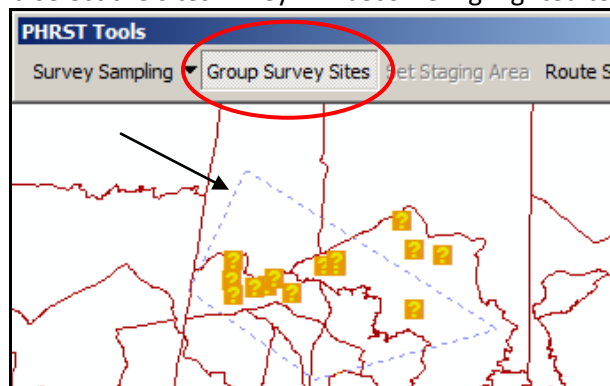 PHRST Tools
Survey Sampling Group Survey Sites Set Staging Area Route S
? ? ? ? ? ? ? ? ? ? ? ?